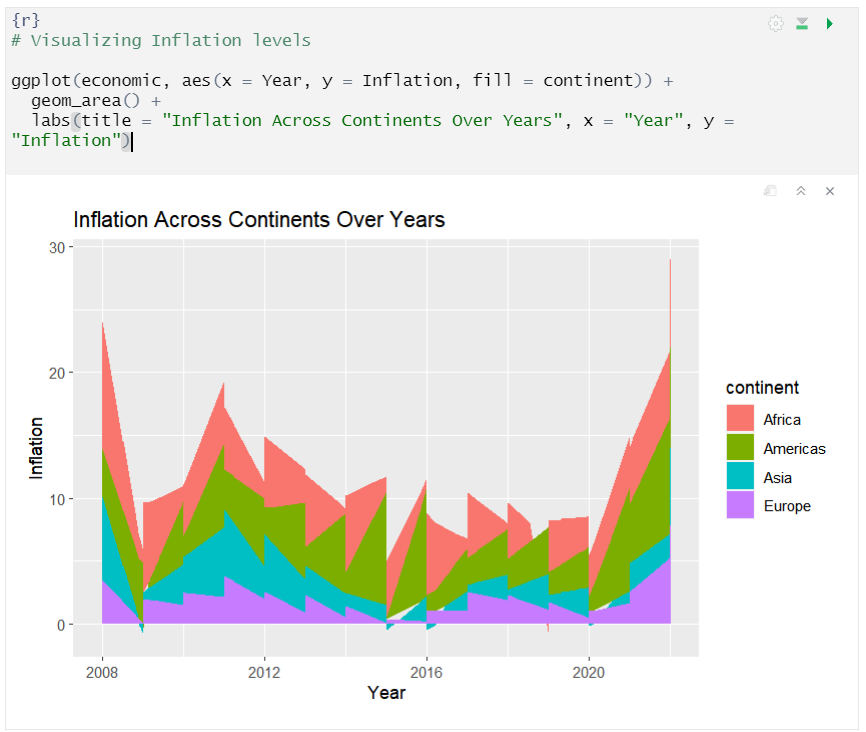 {r}
# Visualizing Inflation levels
ggplot(economic, aes(x = Year, y = Inflation, fill = continent)) +
geom_area() +
labs(title = "Inflation Across Continents Over Years", x = "Year", y =
"Inflation")
Inflation Across Continents Over Years
30
20
10
0
Inflation
2008 2012 2016 2020
Year
continent
Africa
Americas
Asia
Europe